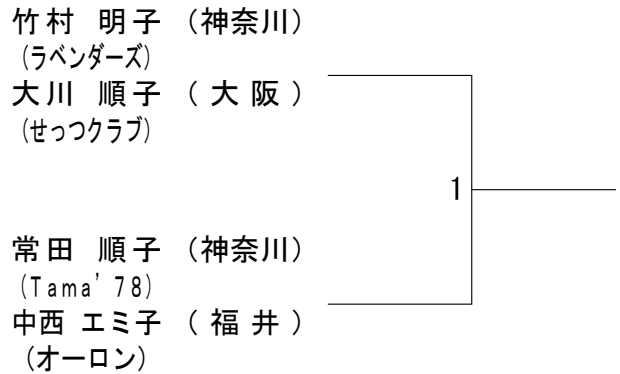 竹村 明子 (神奈川)
(ラベンダーズ)
大川 順子 (大阪)
(せっつクラブ)
1
常田 順子 (神奈川)
(Tama’78)
中西 エミ子 (福井)
(オーロン)